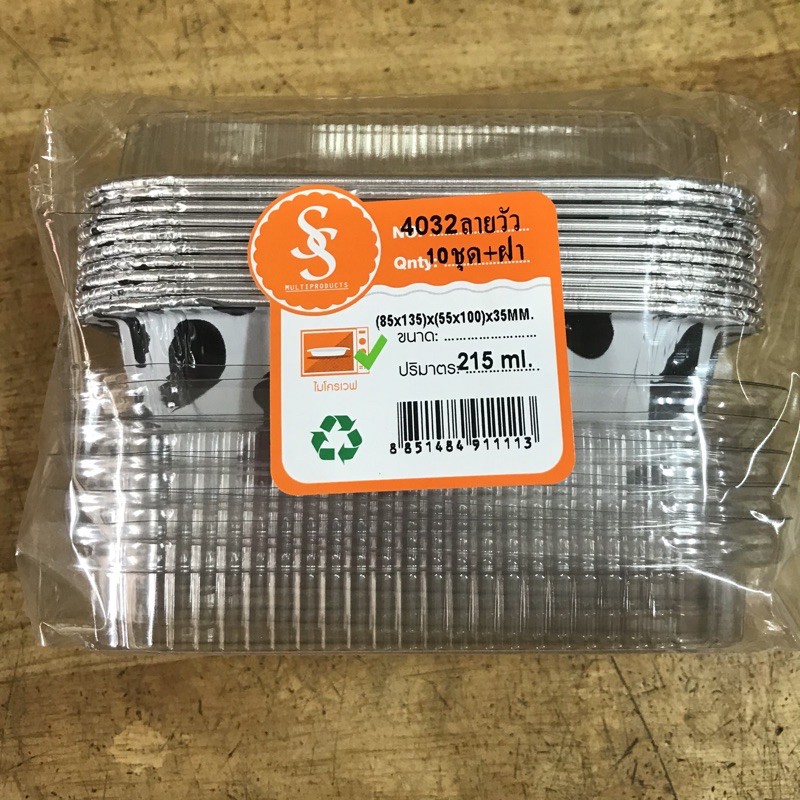 SS
MULTIPRODUCTS
No. 4032ลายวัว
Qnty. 10ชุด+ฝา
(85x135)x(55x100)x35MM.
ขนาด:
ปริมาตร: 215 ml.
ไมโครเวฟ
8 851484 911113